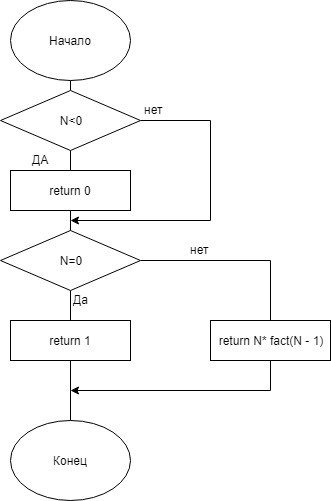 Начало
N<0
нет
ДА
return 0
N=0
нет
Да
return 1
return N* fact(N - 1)
Конец